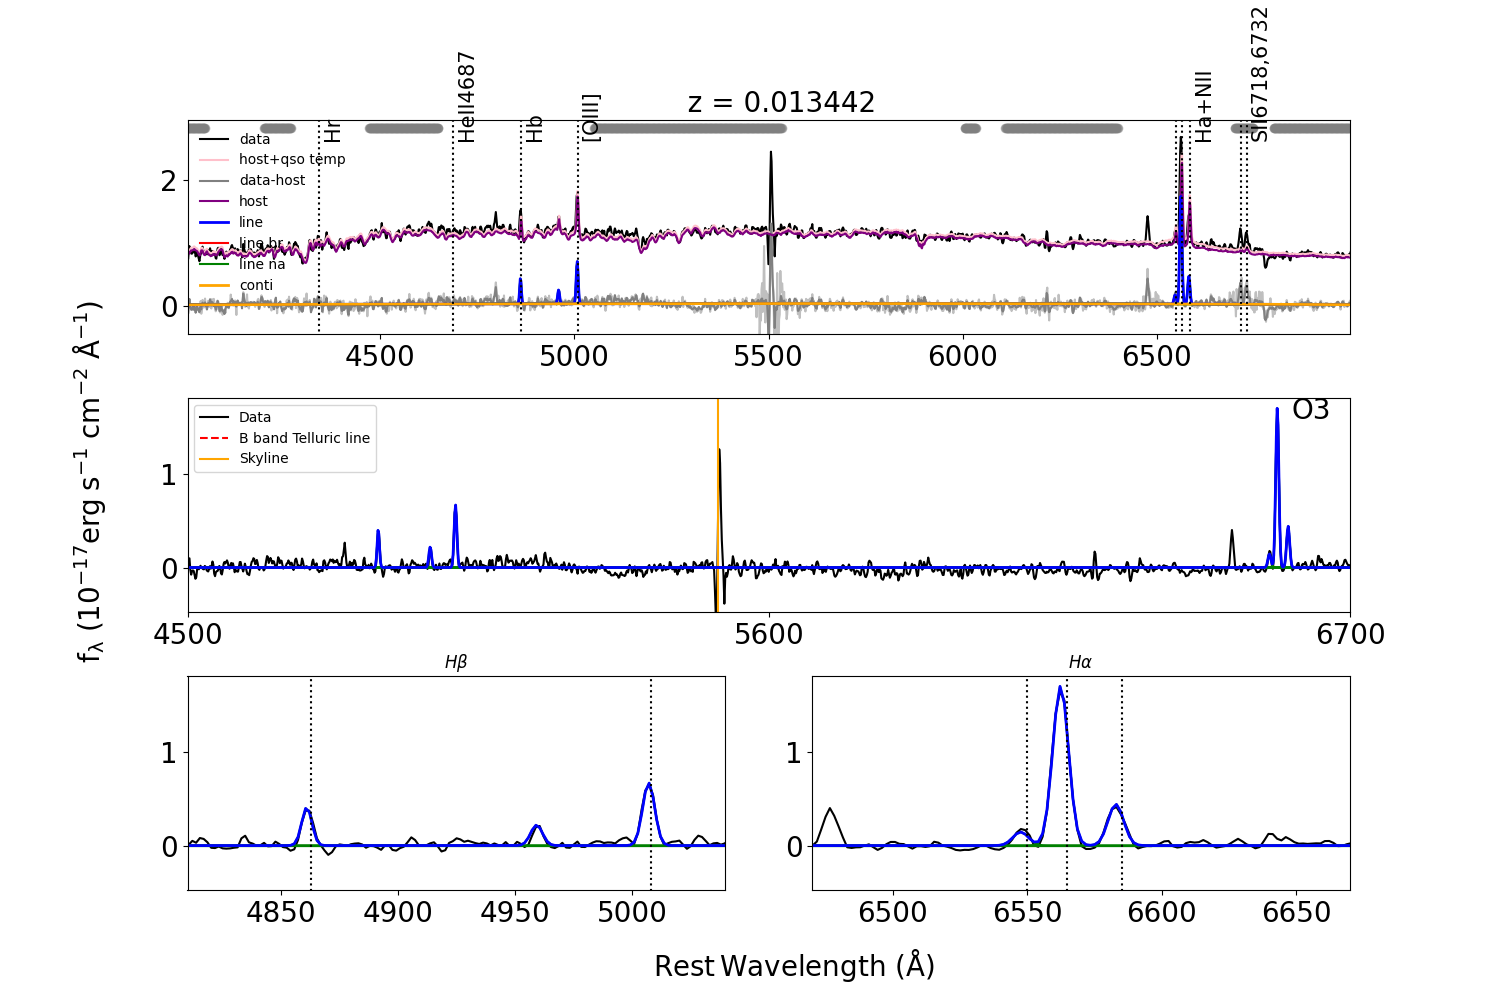 z = 0.013442
Hr
HeII4687
Hb
[OIII]
Ha+NII
SII6718,6732
data
host+qso temp
data-host
host
line
line br
line na
conti
2
0
4500
5000
5500
6000
6500
Data
B band Telluric line
Skyline
O3
1
0
4500
5600
6700
fλ (10−17erg s−1 cm−2 Å−1)
Hβ
1
0
4850
4900
4950
5000
Hα
1
0
6500
6550
6600
6650
Rest Wavelength (Å)